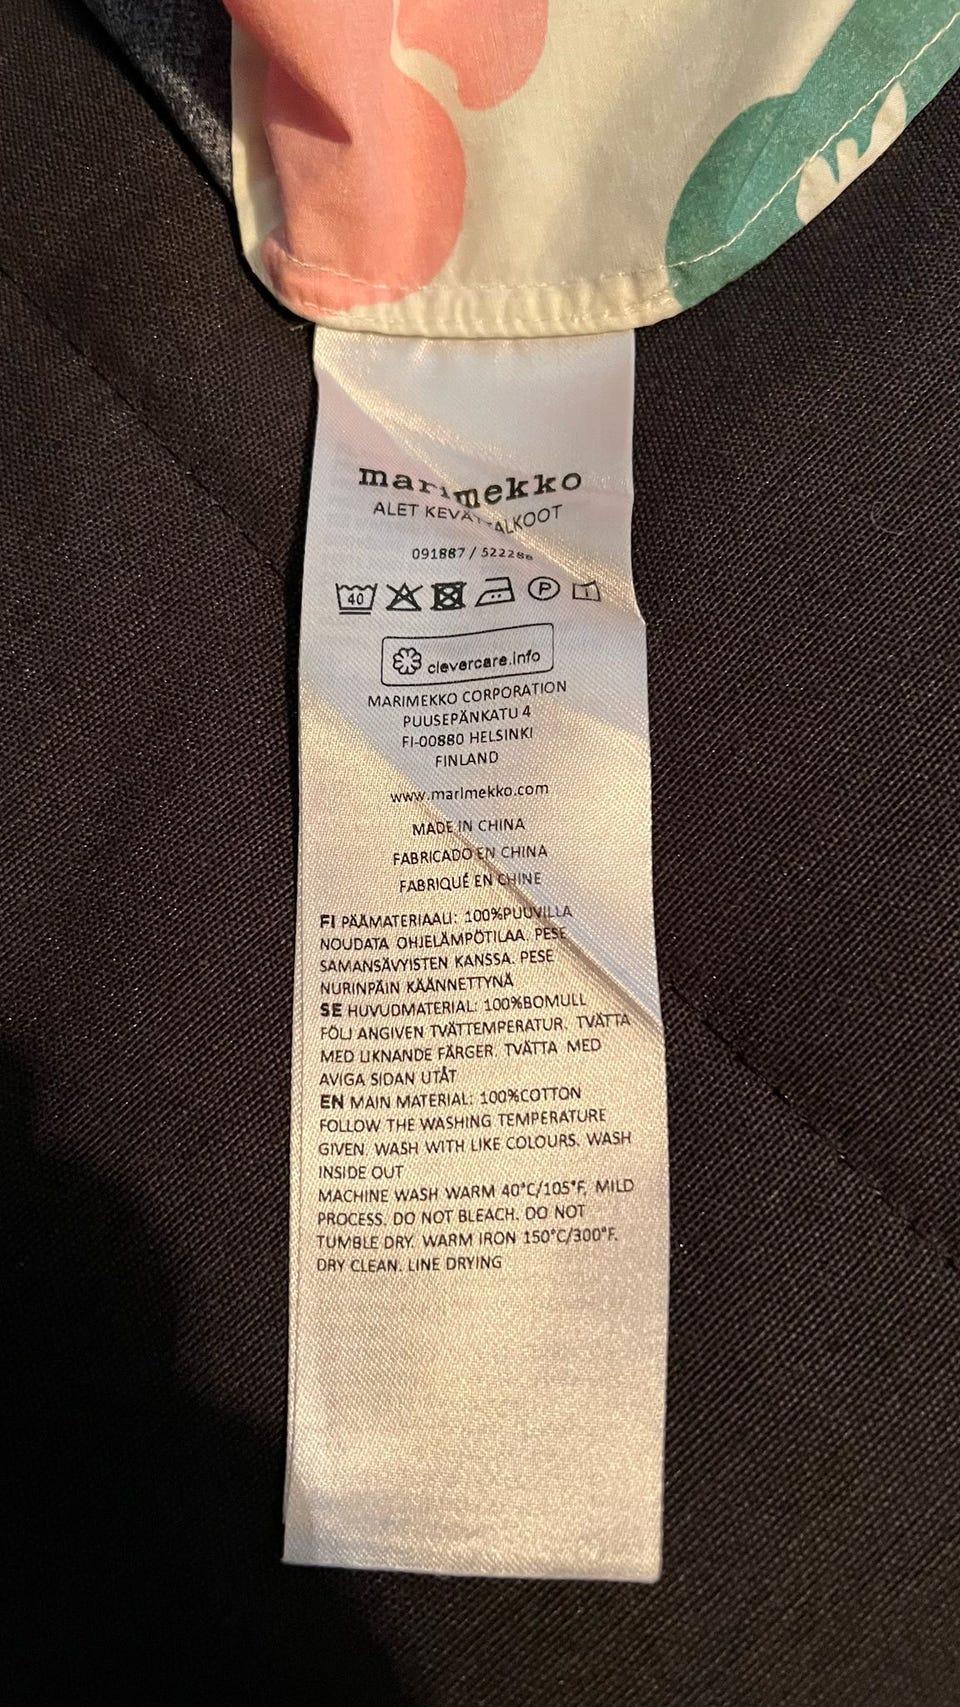 marimekko
ALET KEVÄTTALKOOT
091887 /
40
P
clevercare.info
MARIMEKKO CORPORATION
PUUSEPÄNKATU 4
FI-00880 HELSINKI
FINLAND
www.marimekko.com
MADE IN CHINA
FABRICADO EN CHINA
FABRIQUÉ EN CHINE
FI PÄÄMATERIAALI: 100%PUUVILLA
NOUDATA OHJELÄMPÖTILAA. PESE
SAMANSÄVYISTEN KANSSA. PESE
NURINPÄIN KÄÄNNETTYNÄ
SE HUVUDMATERIAL: 100%BOMULL
FÖLJ ANGIVEN TVÄTTEMPERATUR. TVÄTTA
MED LIKNANDE FÄRGER. TVÄTTA MED
AVIGA SIDAN UTÅT
EN MAIN MATERIAL: 100%COTTON
FOLLOW THE WASHING TEMPERATURE
GIVEN. WASH WITH LIKE COLOURS. WASH
INSIDE OUT
MACHINE WASH WARM 40°C/105°F, MILD
PROCESS. DO NOT BLEACH. DO NOT
TUMBLE DRY. WARM IRON 150°C/300°F.
DRY CLEAN. LINE DRYING